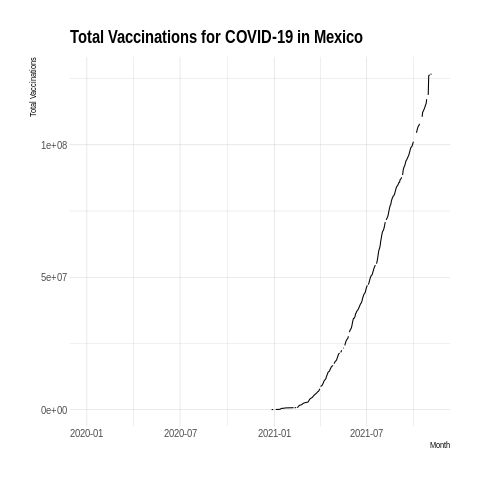 Total Vaccinations for COVID-19 in Mexico
Total Vaccinations
1e+08
5e+07
0e+00
2020-01 2020-07 2021-01 2021-07
Month